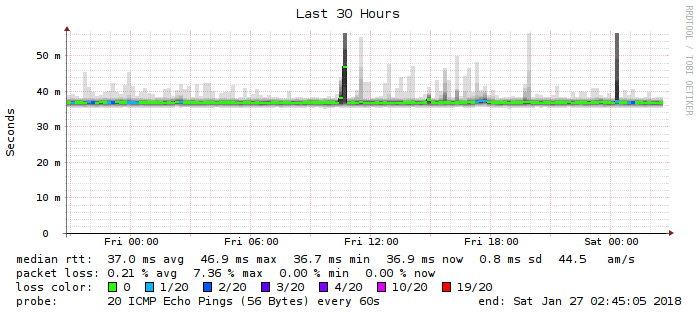 Last 30 Hours
RRDTOOL / TOBI OETIKER
Seconds
50 m
40 m
30 m
20 m
10 m
0
Fri 00:00 Fri 06:00 Fri 12:00 Fri 18:00 Sat 00:00
median rtt: 37.0 ms avg 46.9 ms max 36.7 ms min 36.9 ms now 0.8 ms sd 44.5 am/s
packet loss: 0.21 % avg 7.36 % max 0.00 % min 0.00 % now
loss color: 0 1/20 2/20 3/20 4/20 10/20 19/20
probe: 20 ICMP Echo Pings (56 Bytes) every 60s end: Sat Jan 27 02:45:05 2018